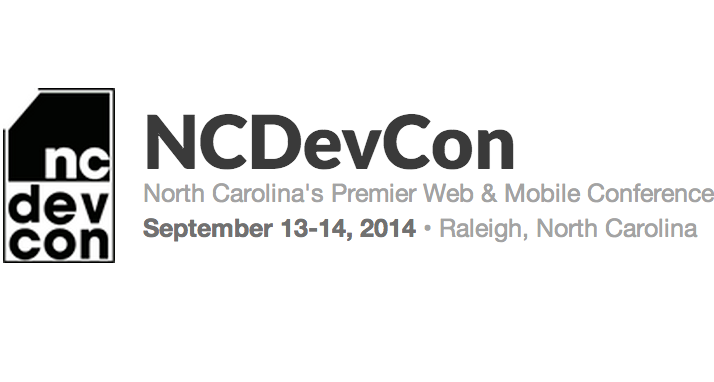 nc
dev
con
NCDevCon
North Carolina's Premier Web & Mobile Conference
September 13-14, 2014 • Raleigh, North Carolina